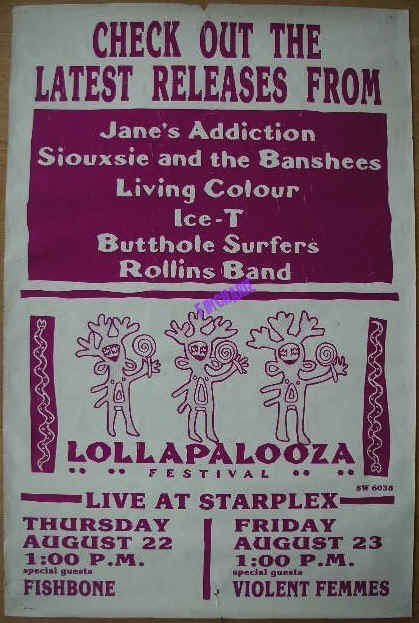 CHECK OUT THE
LATEST RELEASES FROM
Jane's Addiction
Siouxsie and the Banshees
Living Colour
Ice-T
Butthole Surfers
Rollins Band
LOLLAPALOOZA
FESTIVAL
SW 6038
LIVE AT STARPLEX
THURSDAY
AUGUST 22
1:00 P.M.
special guests
FISHBONE
FRIDAY
AUGUST 23
1:00 P.M.
special guests
VIOLENT FEMMES